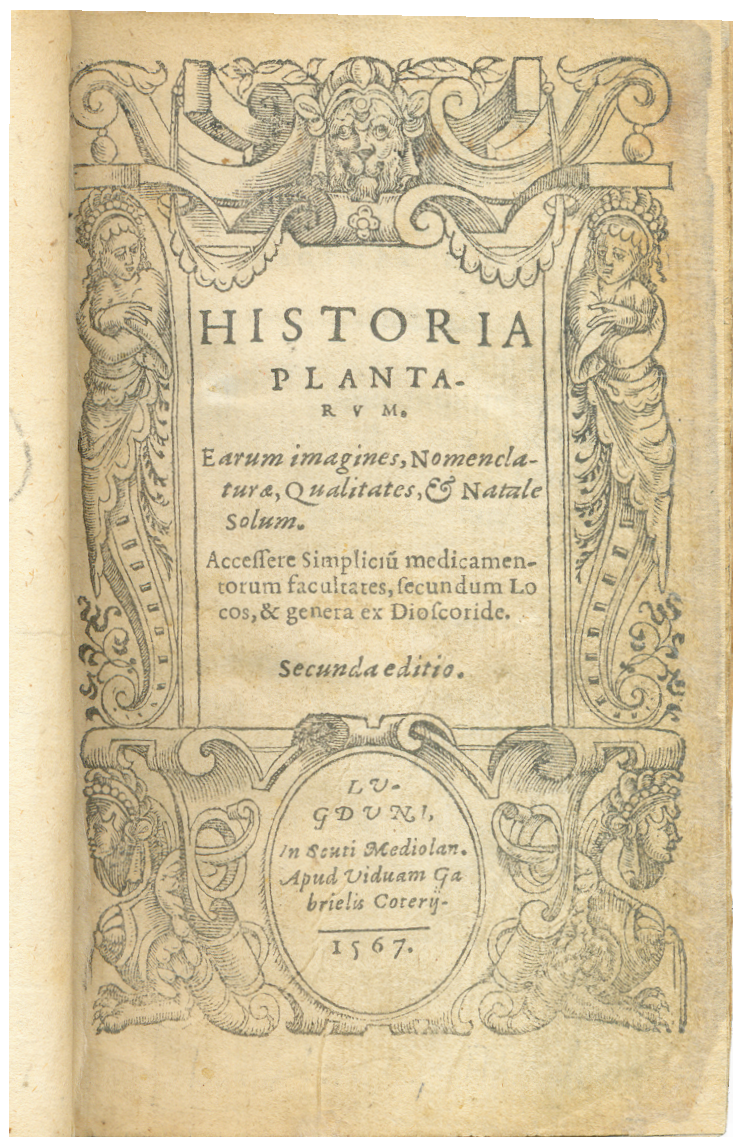 HISTORIA
PLANTA-
RVM.
Earum imagines, Nomencla-
turæ, Qualitates, & Natale
Solum.
Acceſſere Simpliciũ medicamen-
torum facultates, ſecundum Lo
cos, & genera ex Dioſcoride.
Secunda editio.
LV-
GDVNI,
In Scuti Mediolan.
Apud Viduam Ga
brielis Coterij-
1567.